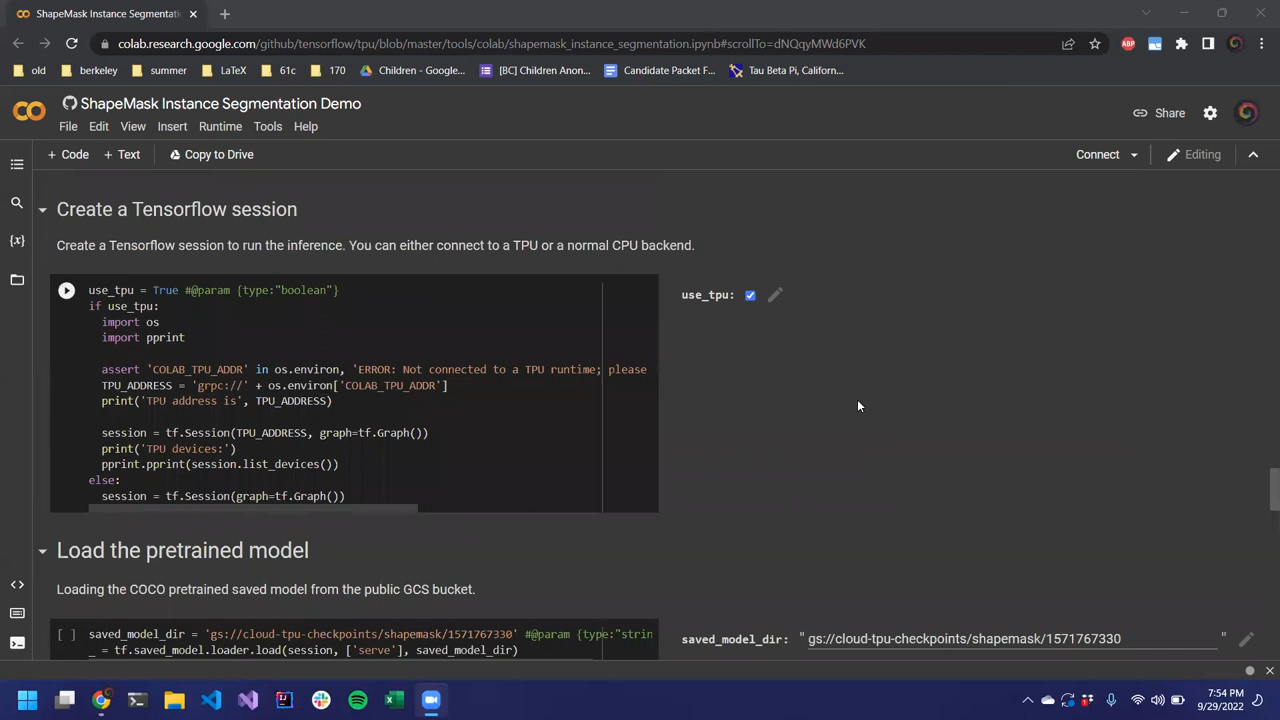 ShapeMask Instance Segmentati
colab.research.google.com/github/tensorflow/tpu/blob/master/tools/colab/shapemask_instance_segmentation.ipynb#scrollTo=dNQqyMWd6PVK
ABP
old berkeley summer LaTeX 61c 170 Children - Google... [BC] Children Anon... Candidate Packet F... Tau Beta Pi, Californ...
ShapeMask Instance Segmentation Demo
Share
File Edit View Insert Runtime Tools Help
+ Code + Text Copy to Drive Connect Editing
Create a Tensorflow session
Create a Tensorflow session to run the inference. You can either connect to a TPU or a normal CPU backend.
use_tpu = True #@param {type:"boolean"}
use_tpu:
if use_tpu:
import os
import pprint
assert 'COLAB_TPU_ADDR' in os.environ, 'ERROR: Not connected to a TPU runtime; please
TPU_ADDRESS = 'grpc://' + os.environ['COLAB_TPU_ADDR']
print('TPU address is', TPU_ADDRESS)
session = tf.Session(TPU_ADDRESS, graph=tf.Graph())
print('TPU devices:')
pprint.pprint(session.list_devices())
else:
session = tf.Session(graph=tf.Graph())
Load the pretrained model
Loading the COCO pretrained saved model from the public GCS bucket.
[ ] saved_model_dir = 'gs://cloud-tpu-checkpoints/shapemask/1571767330' #@param {type:"strin
saved_model_dir: " gs://cloud-tpu-checkpoints/shapemask/1571767330 "
_ = tf.saved_model.loader.load(session, ['serve'], saved_model_dir)
7:54 PM
9/29/2022